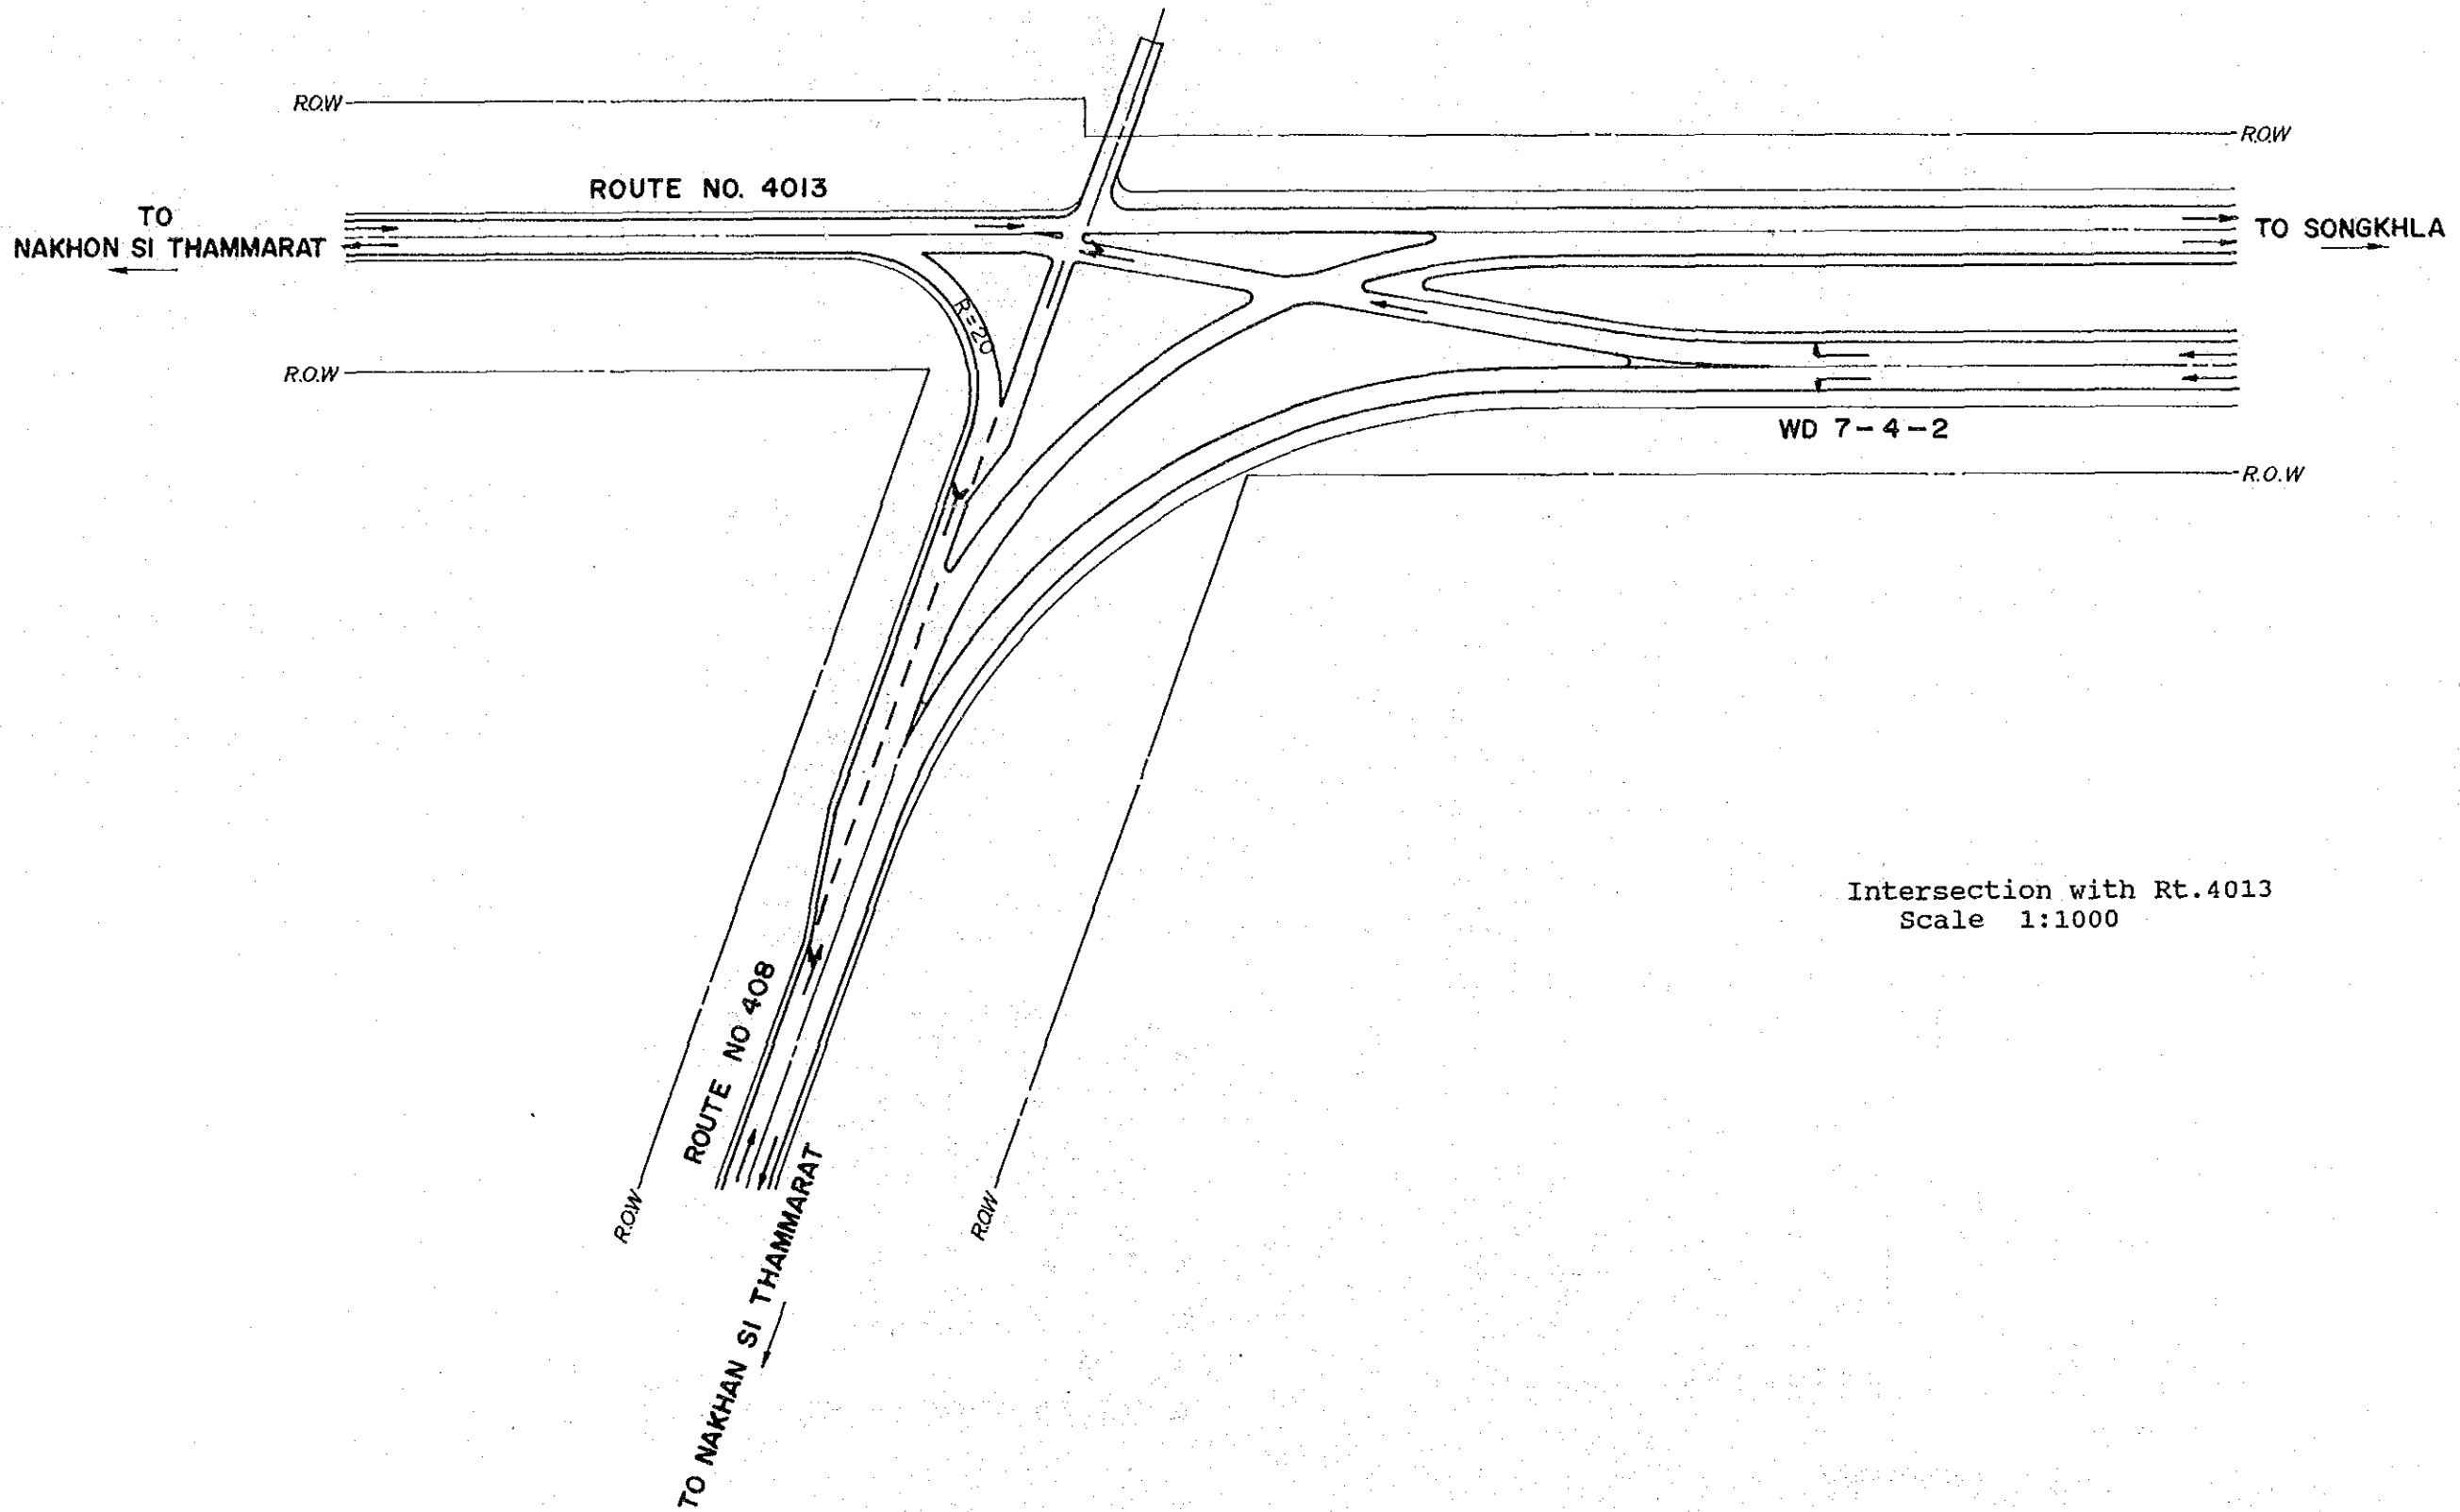 R.O.W
R.O.W
ROUTE NO. 4013
TO
NAKHON SI THAMMARAT
TO SONGKHLA
R=20
R.O.W
WD 7-4-2
R.O.W
Intersection with Rt.4013
Scale 1:1000
ROUTE NO 408
R.O.W
R.O.W
TO NAKHAN SI THAMMARAT